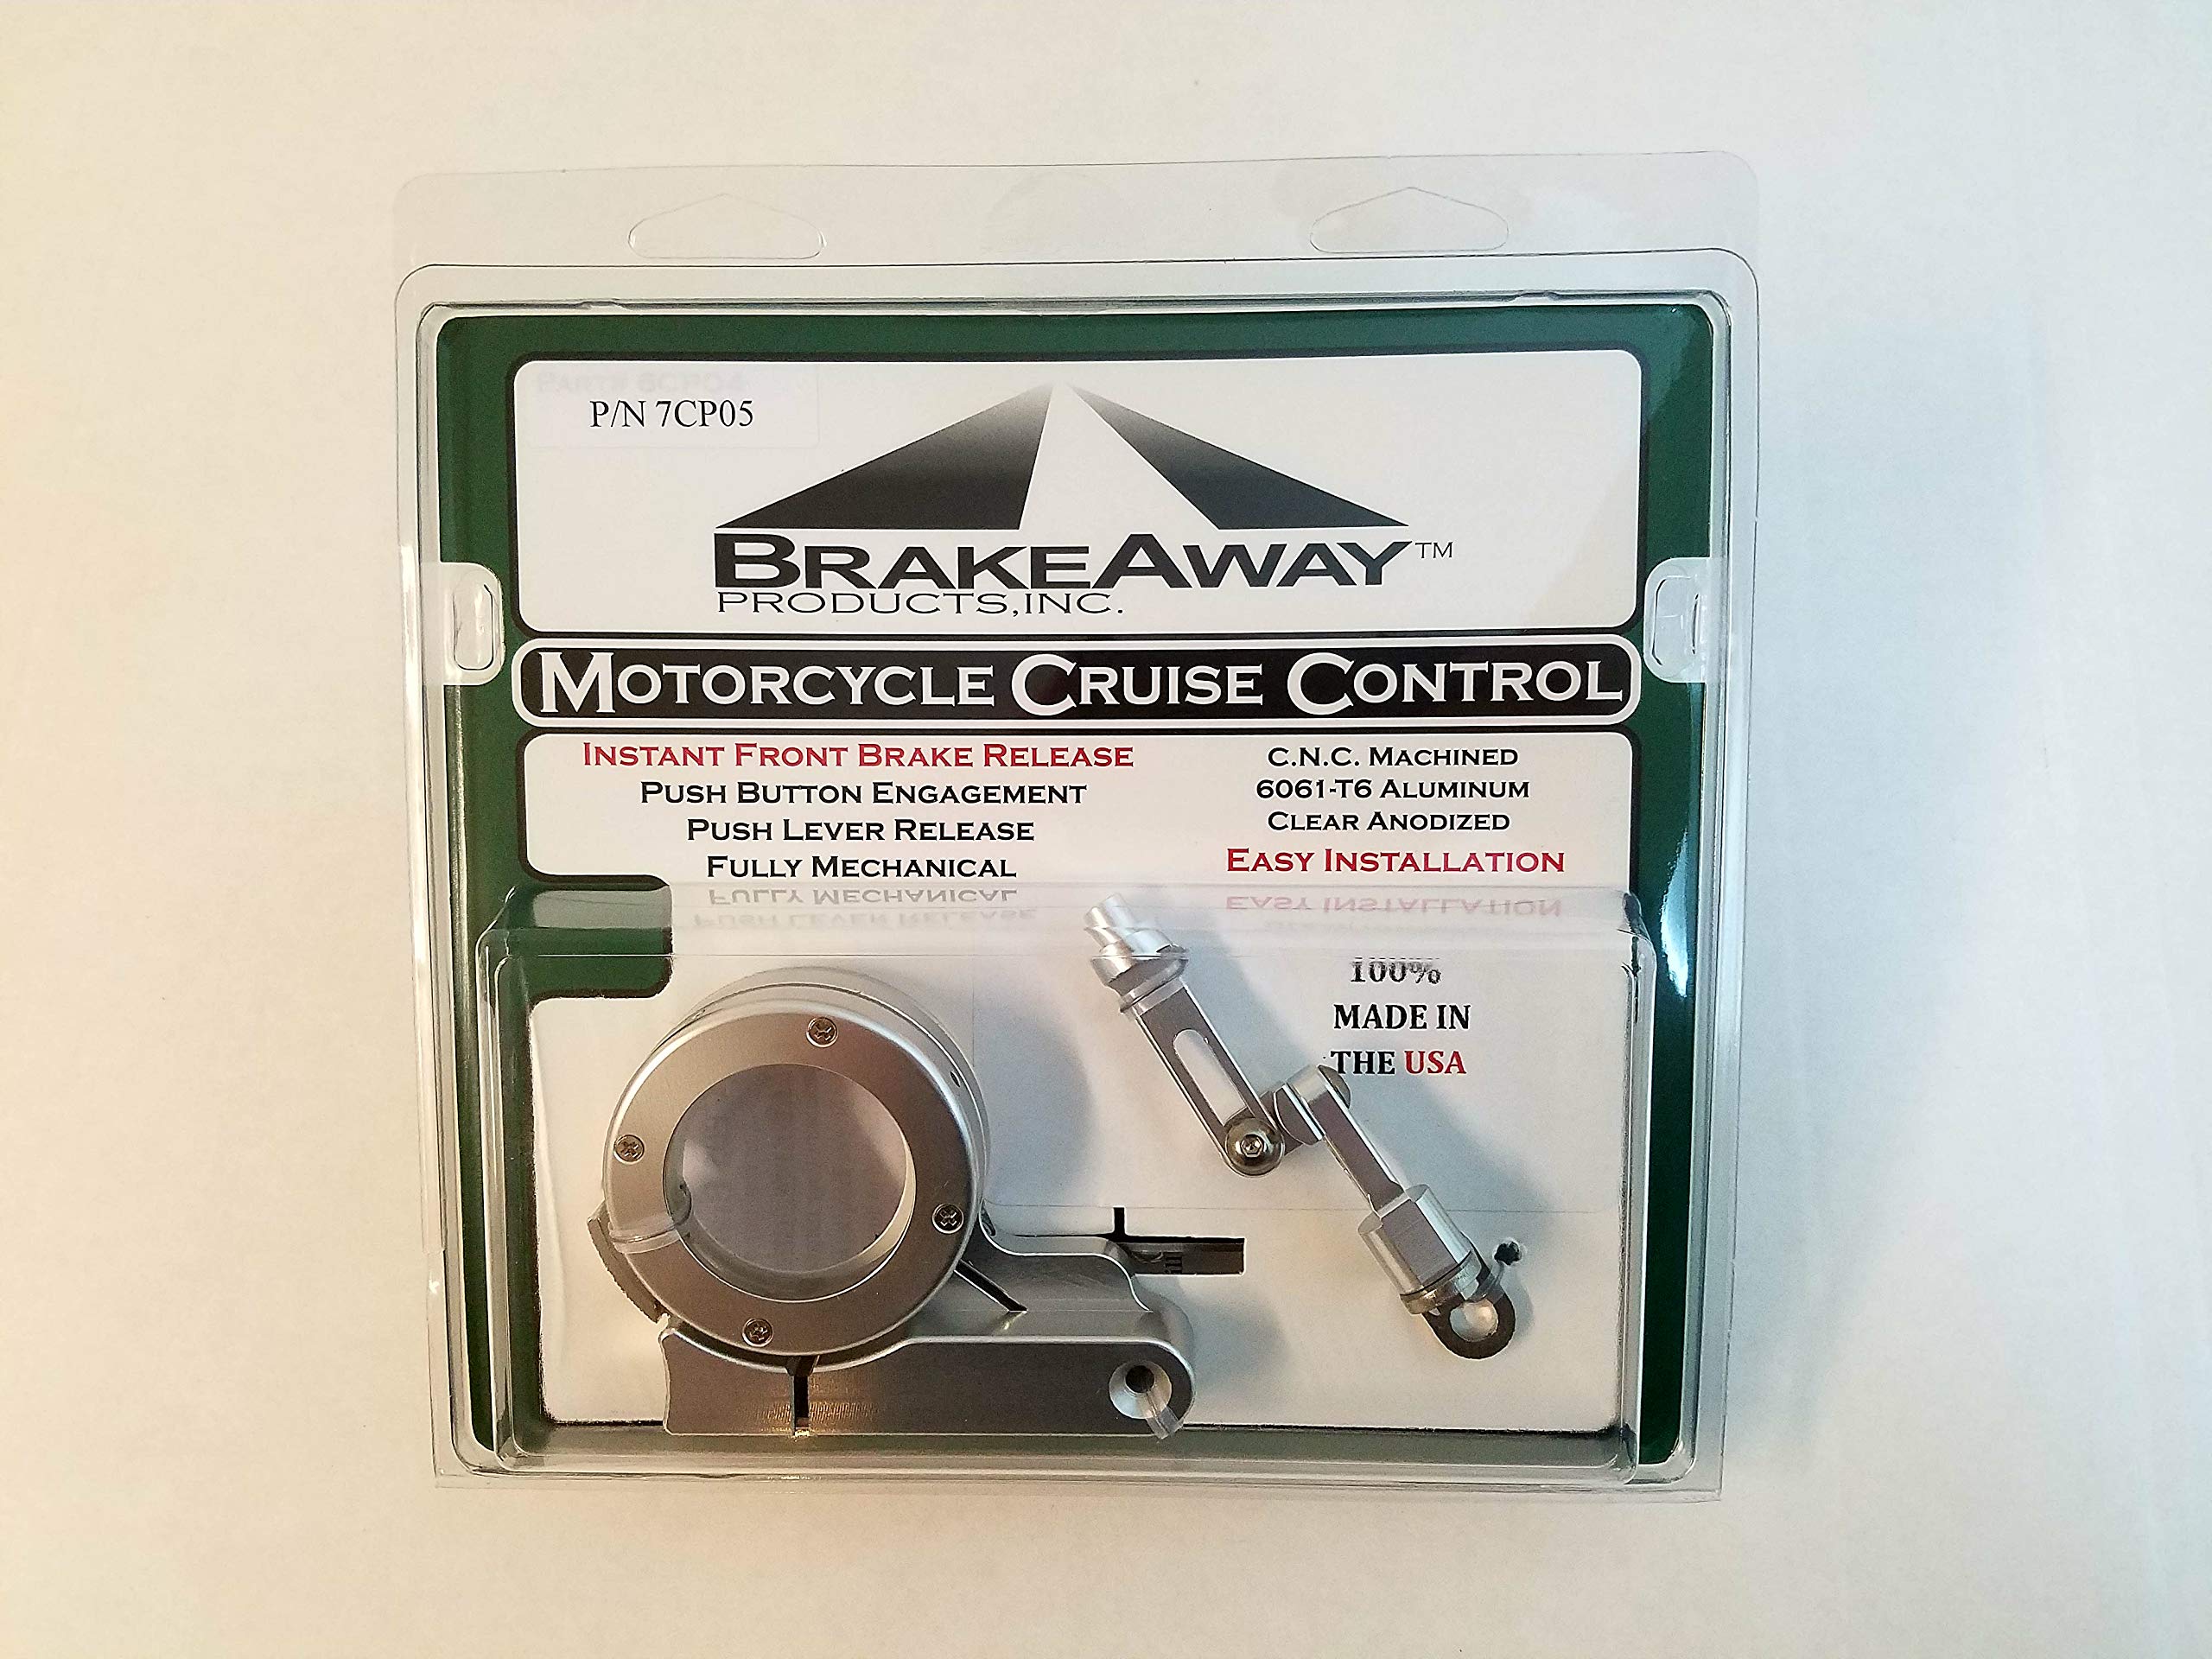 P/N 7CP05
BRAKEAWAY™
PRODUCTS, INC.
MOTORCYCLE CRUISE CONTROL
INSTANT FRONT BRAKE RELEASE
PUSH BUTTON ENGAGEMENT
PUSH LEVER RELEASE
FULLY MECHANICAL
C.N.C. MACHINED
6061-T6 ALUMINUM
CLEAR ANODIZED
EASY INSTALLATION
100%
MADE IN
THE USA